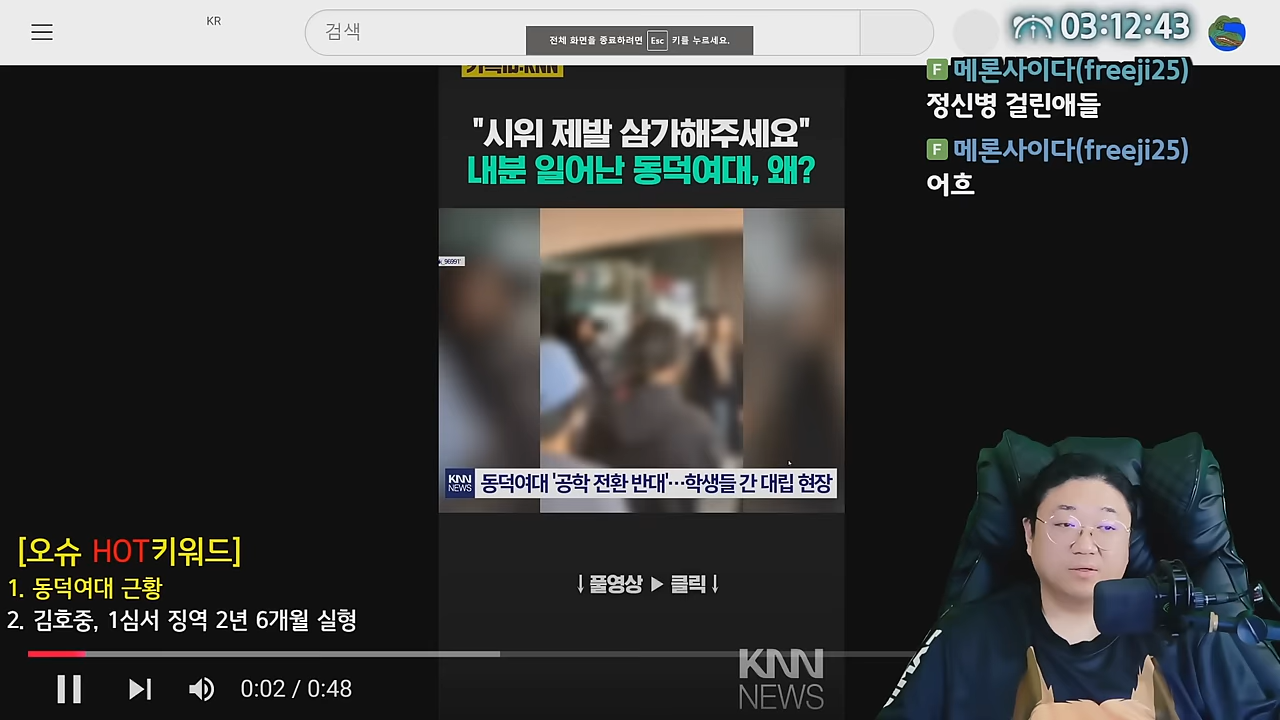 KR
검색
전체 화면을 종료하려면 Esc 키를 누르세요.
03:12:43
F 메론사이다(freeji25)
정신병 걸린애들
F 메론사이다(freeji25)
어흐
"시위 제발 삼가해주세요"
내분 일어난 동덕여대, 왜?
KNN NEWS 동덕여대 '공학 전환 반대'…학생들 간 대립 현장
↓풀영상 ▶ 클릭↓
[오슈 HOT키워드]
1. 동덕여대 근황
2. 김호중, 1심서 징역 2년 6개월 실형
0:02 / 0:48
KNN
NEWS